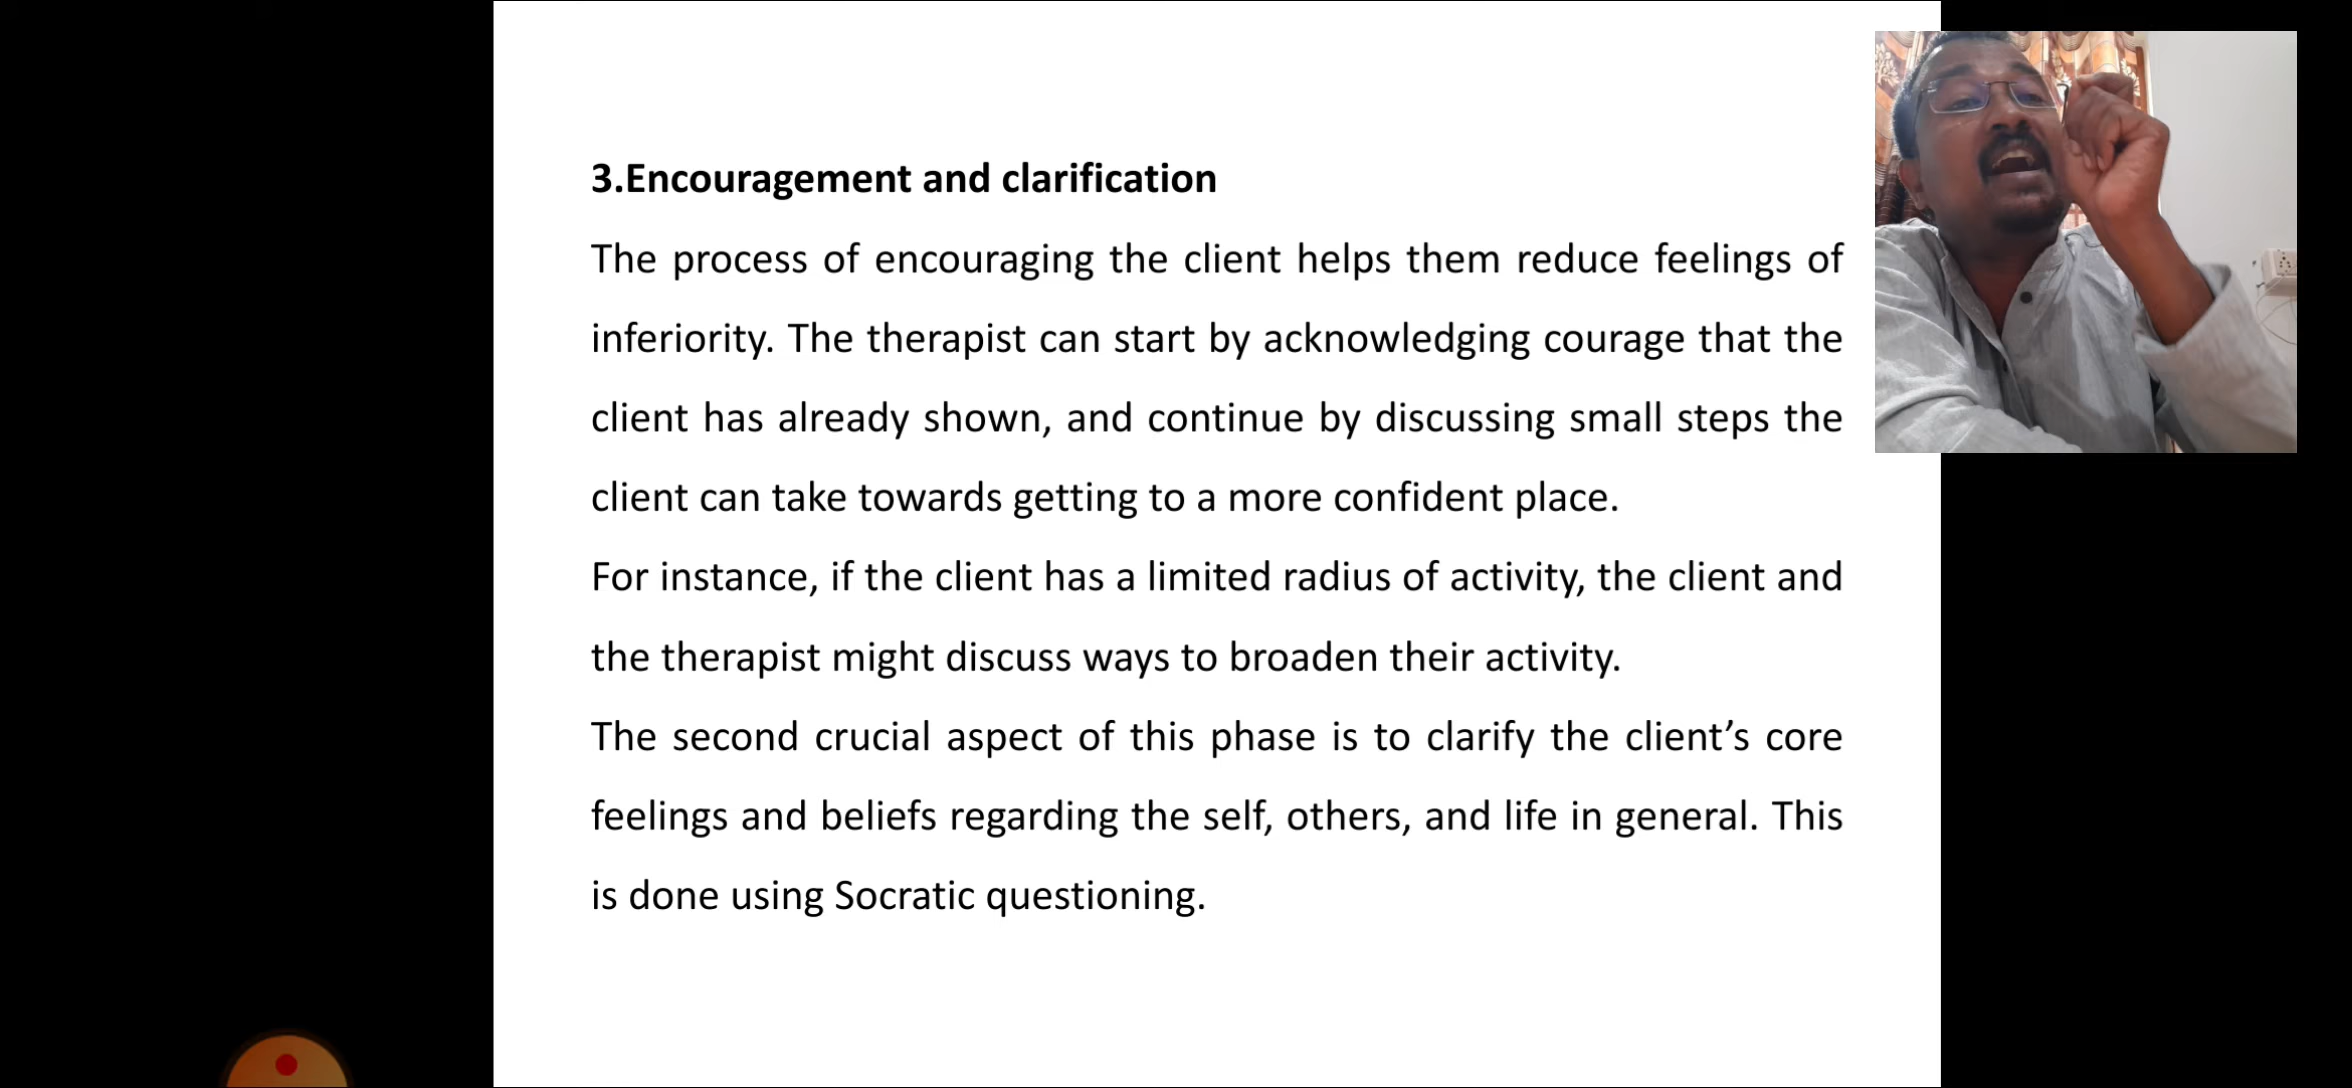 3.Encouragement and clarification
The process of encouraging the client helps them reduce feelings of
inferiority. The therapist can start by acknowledging courage that the
client has already shown, and continue by discussing small steps the
client can take towards getting to a more confident place.
For instance, if the client has a limited radius of activity, the client and
the therapist might discuss ways to broaden their activity.
The second crucial aspect of this phase is to clarify the client’s core
feelings and beliefs regarding the self, others, and life in general. This
is done using Socratic questioning.